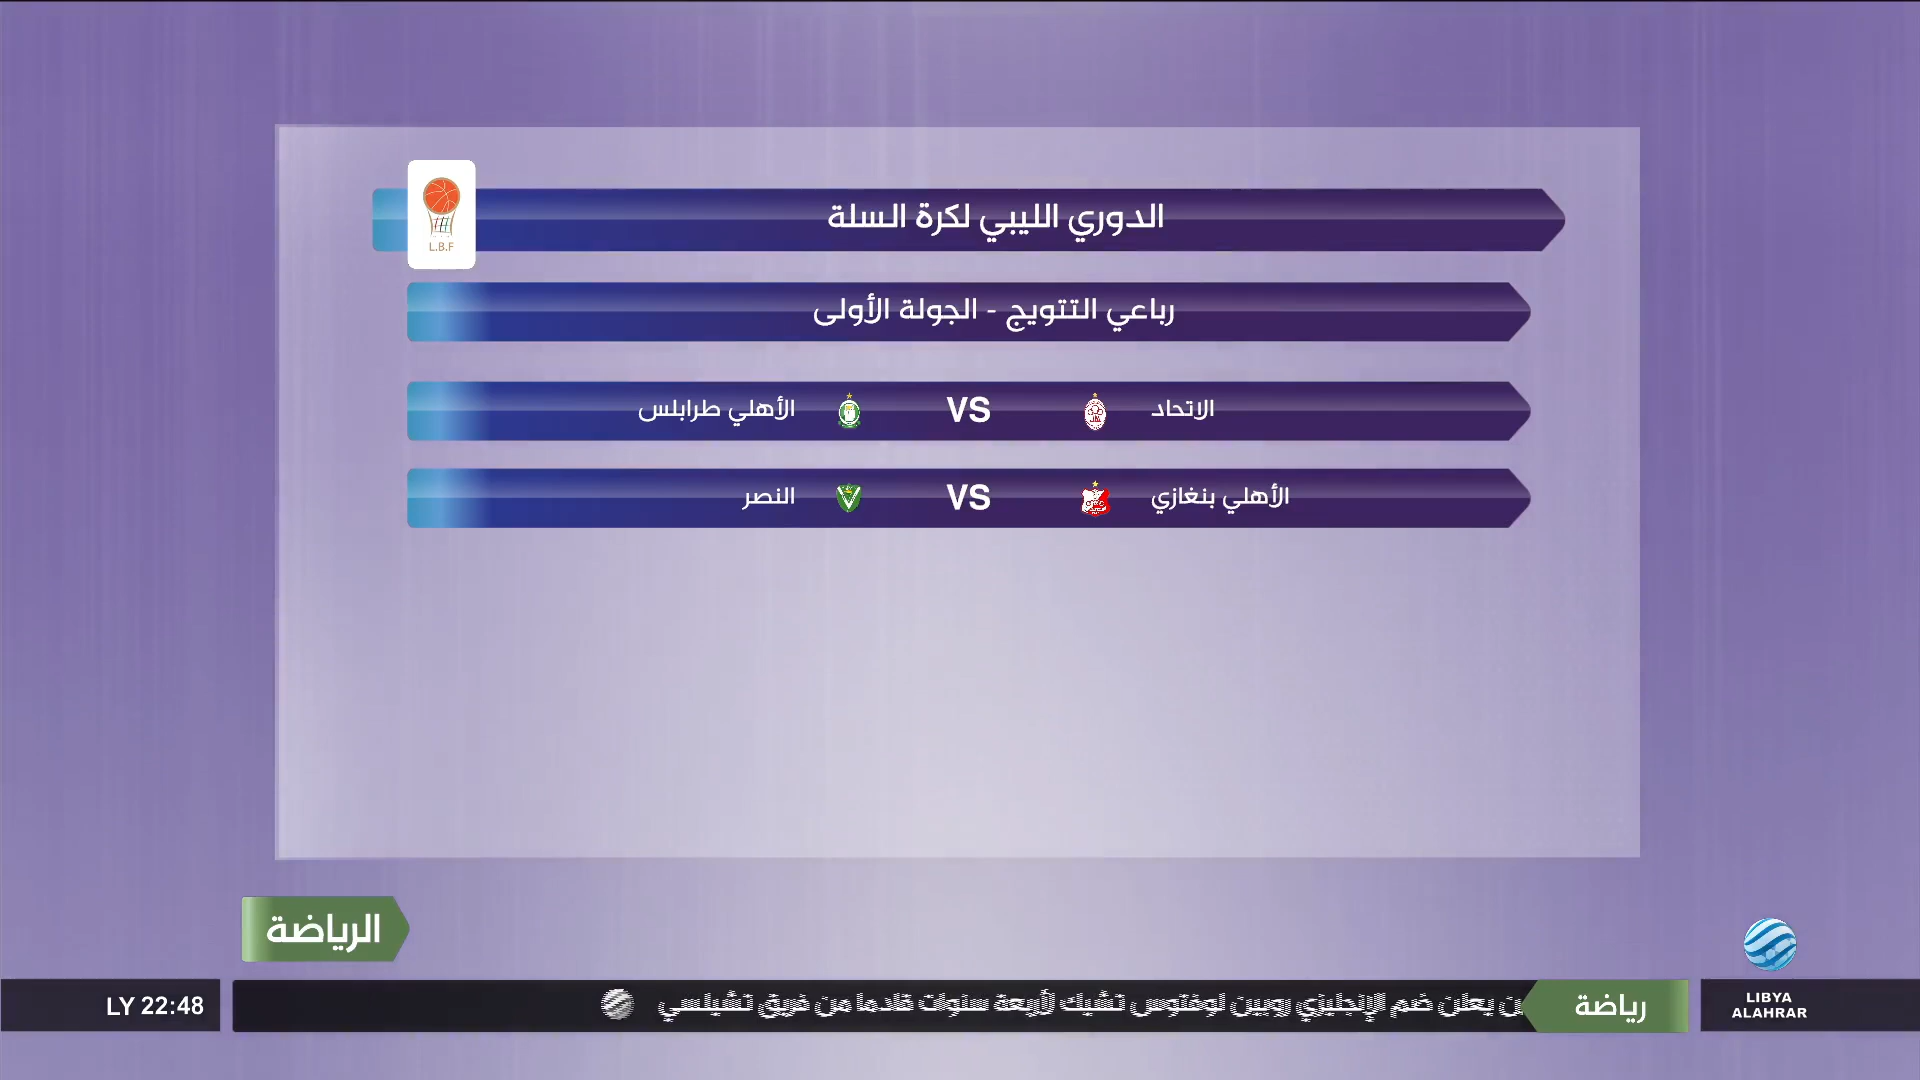 الدوري الليبي لكرة السلة
L.B.F
رباعي التتويج - الجولة الأولى
الاتحاد VS الأهلي طرابلس
الأهلي بنغازي VS النصر
الرياضة
رياضة
يعلن ضم الإنجليزي روبين لوفتوس تشيك لأربعة سنوات قادما من فريق تشيلسي
LY 22:48
LIBYA
ALAHRAR